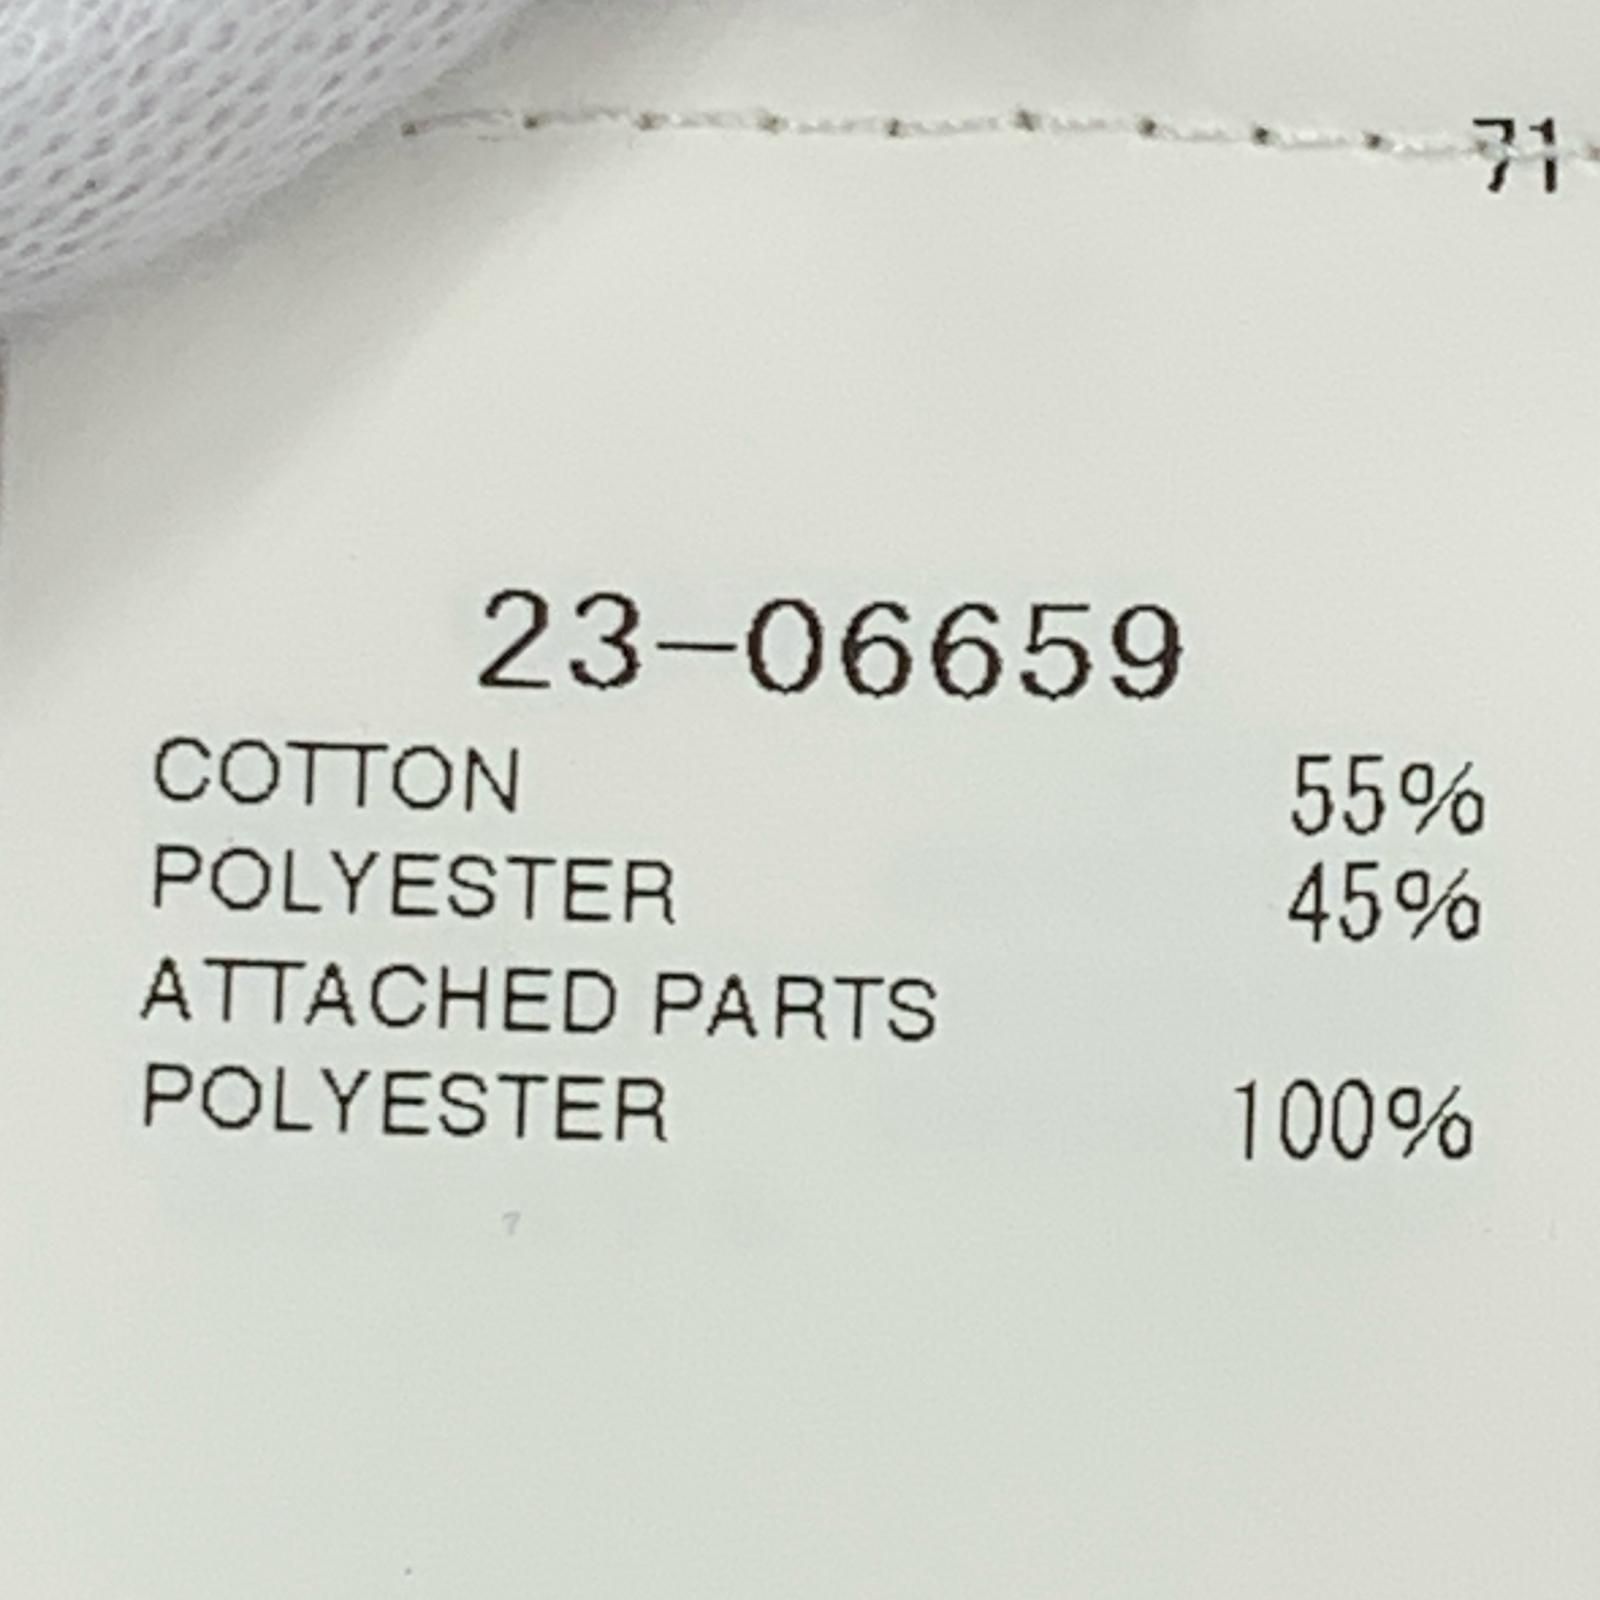 71
23-06659
COTTON 55%
POLYESTER 45%
ATTACHED PARTS
POLYESTER 100%